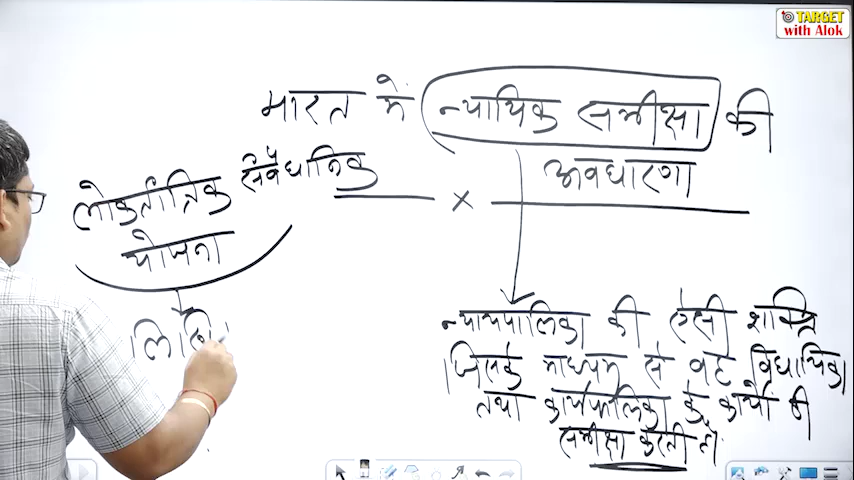 TARGET
with Alok
भारत में न्यायिक समीक्षा की
अवधारणा
लोकतांत्रिक संवैधानिक
योजना
न्यायपालिका की ऐसी शक्ति
जिसके माध्यम से वह विधायिका
तथा कार्यपालिका के कार्यों की
समीक्षा करती है।